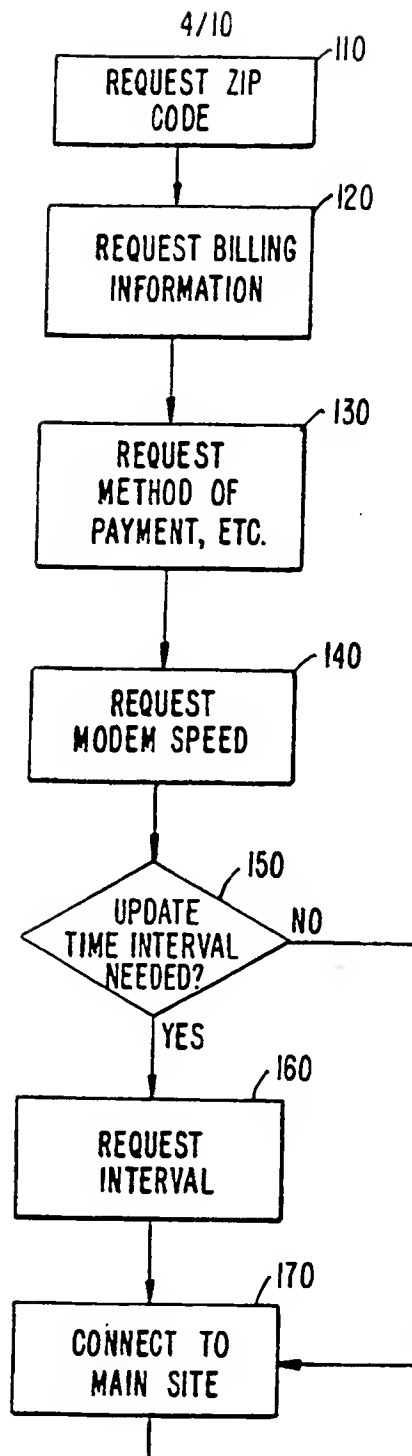 4/10
110
REQUEST ZIP
CODE
120
REQUEST BILLING
INFORMATION
130
REQUEST
METHOD OF
PAYMENT, ETC.
140
REQUEST
MODEM SPEED
150
UPDATE
TIME INTERVAL
NEEDED?
NO
YES
160
REQUEST
INTERVAL
170
CONNECT TO
MAIN SITE